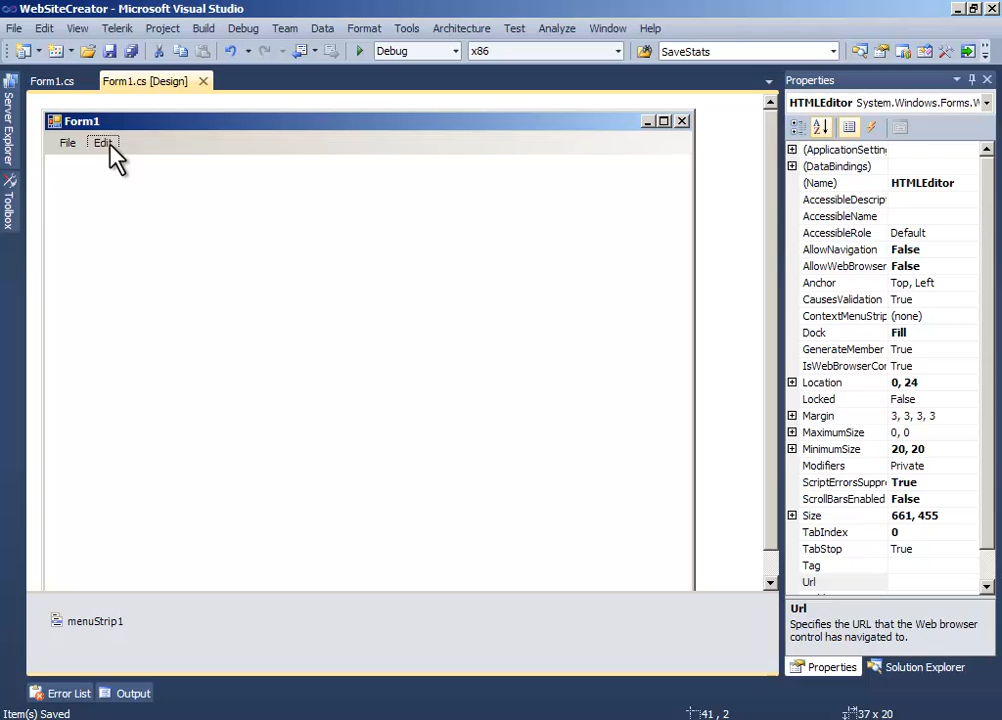 WebSiteCreator - Microsoft Visual Studio
File Edit View Telerik Project Build Debug Team Data Format Tools Architecture Test Analyze Window Help
Debug x86 SaveStats
Form1.cs Form1.cs [Design]
Server Explorer
Toolbox
Form1
File Edit
menuStrip1
Properties
HTMLEditor System.Windows.Forms.W
(ApplicationSetting
(DataBindings)
(Name) HTMLEditor
AccessibleDescrip
AccessibleName
AccessibleRole Default
AllowNavigation False
AllowWebBrowser False
Anchor Top, Left
CausesValidation True
ContextMenuStrip (none)
Dock Fill
GenerateMember True
IsWebBrowserCon True
Location 0, 24
Locked False
Margin 3, 3, 3, 3
MaximumSize 0, 0
MinimumSize 20, 20
Modifiers Private
ScriptErrorsSuppre True
ScrollBarsEnabled False
Size 661, 455
TabIndex 0
TabStop True
Tag
Url
Url
Specifies the URL that the Web browser
control has navigated to.
Properties Solution Explorer
Error List Output
Item(s) Saved 41 , 2 37 x 20